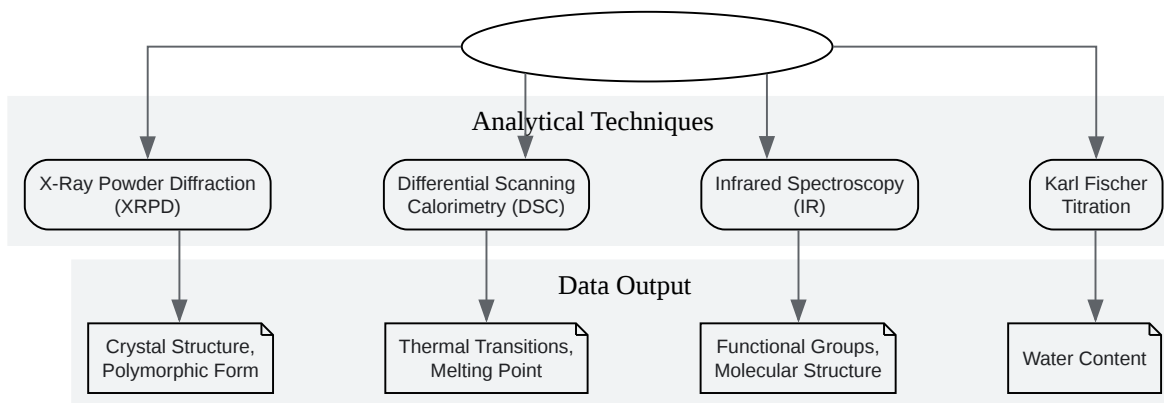 Analytical Techniques
X-Ray Powder Diffraction
(XRPD)
Differential Scanning
Calorimetry (DSC)
Infrared Spectroscopy
(IR)
Karl Fischer
Titration
Data Output
Crystal Structure,
Polymorphic Form
Thermal Transitions,
Melting Point
Functional Groups,
Molecular Structure
Water Content